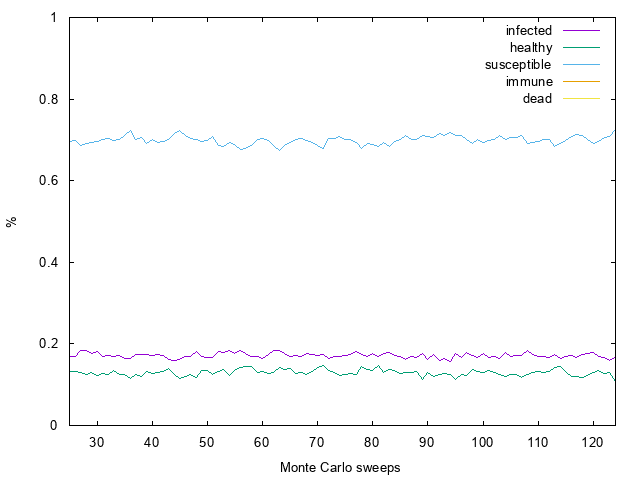 1
0.8
0.6
0.4
0.2
0
%
infected
healthy
susceptible
immune
dead
30 40 50 60 70 80 90 100 110 120
Monte Carlo sweeps